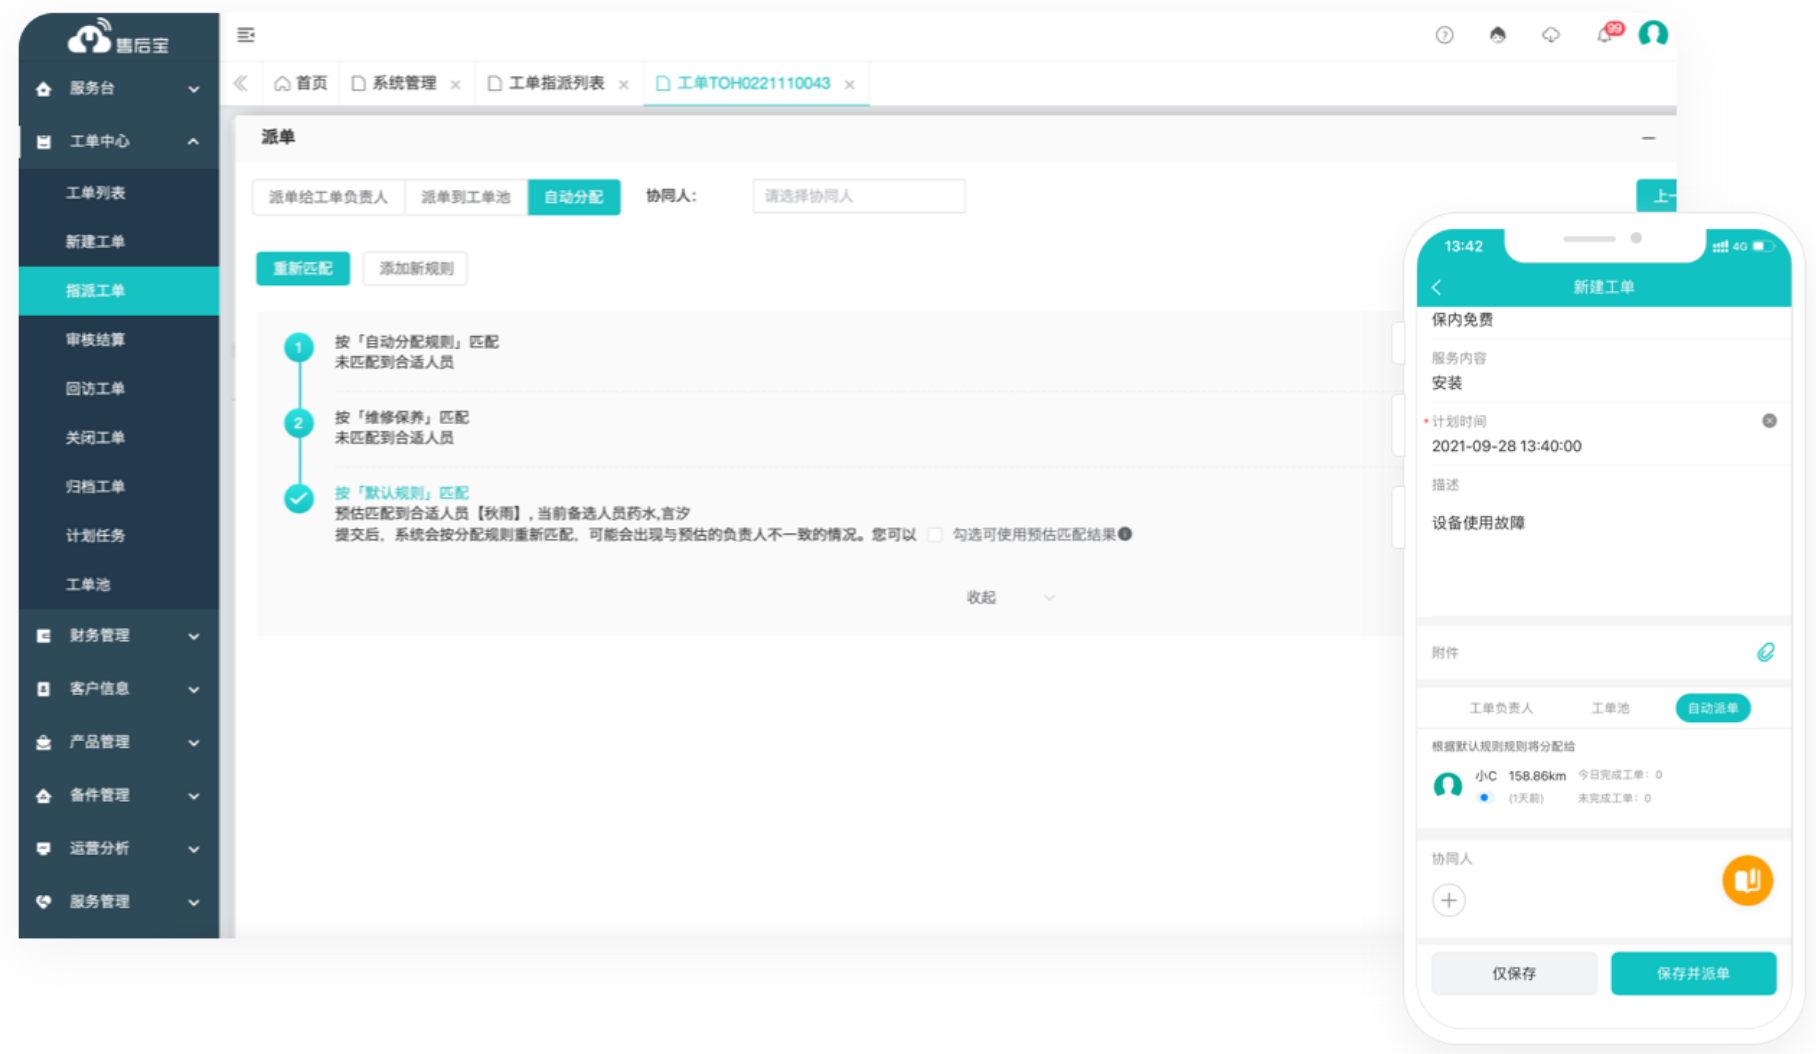 售后宝
99
服务台
首页
系统管理
工单指派列表
工单TOH0221110043
工单中心
工单列表
新建工单
指派工单
审核结算
回访工单
关闭工单
归档工单
计划任务
工单池
财务管理
客户信息
产品管理
备件管理
运营分析
服务管理
派单
派单给工单负责人
派单到工单池
自动分配
协同人：
请选择协同人
上一
重新匹配
添加新规则
1
按「自动分配规则」匹配
未匹配到合适人员
2
按「维修保养」匹配
未匹配到合适人员
按「默认规则」匹配
预估匹配到合适人员【秋雨】, 当前备选人员药水,言汐
提交后，系统会按分配规则重新匹配，可能会出现与预估的负责人不一致的情况。您可以 勾选可使用预估匹配结果
收起
13:42
4G
新建工单
保内免费
服务内容
安装
*计划时间
2021-09-28 13:40:00
描述
设备使用故障
附件
工单负责人
工单池
自动派单
根据默认规则规则将分配给
小C 158.86km 今日完成工单：0
(1天前) 未完成工单：0
协同人
仅保存
保存并派单